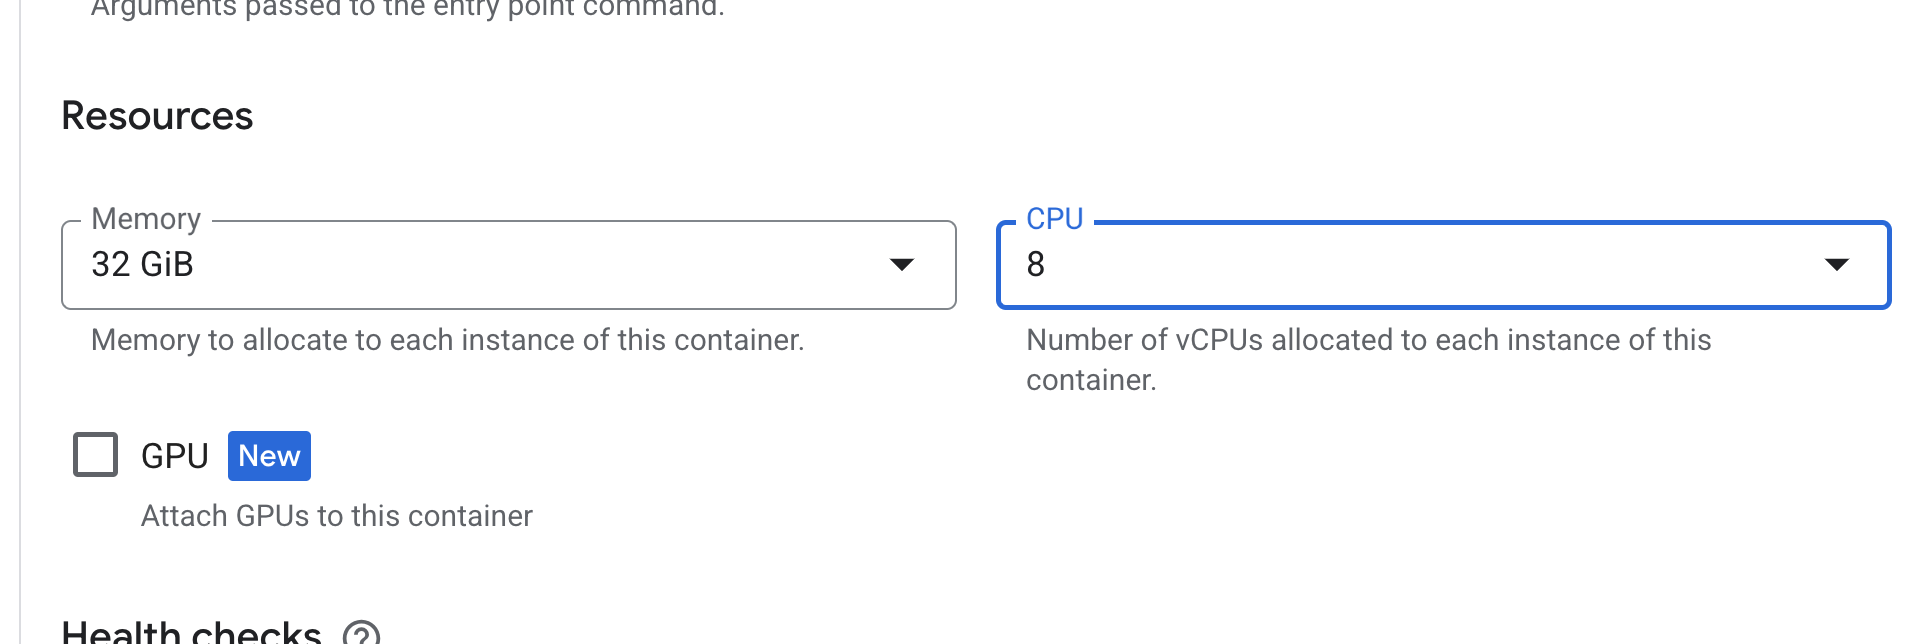 Arguments passed to the entry point command.
Resources
Memory
32 GiB
Memory to allocate to each instance of this container.
CPU
8
Number of vCPUs allocated to each instance of this
container.
GPU New
Attach GPUs to this container
Health checks